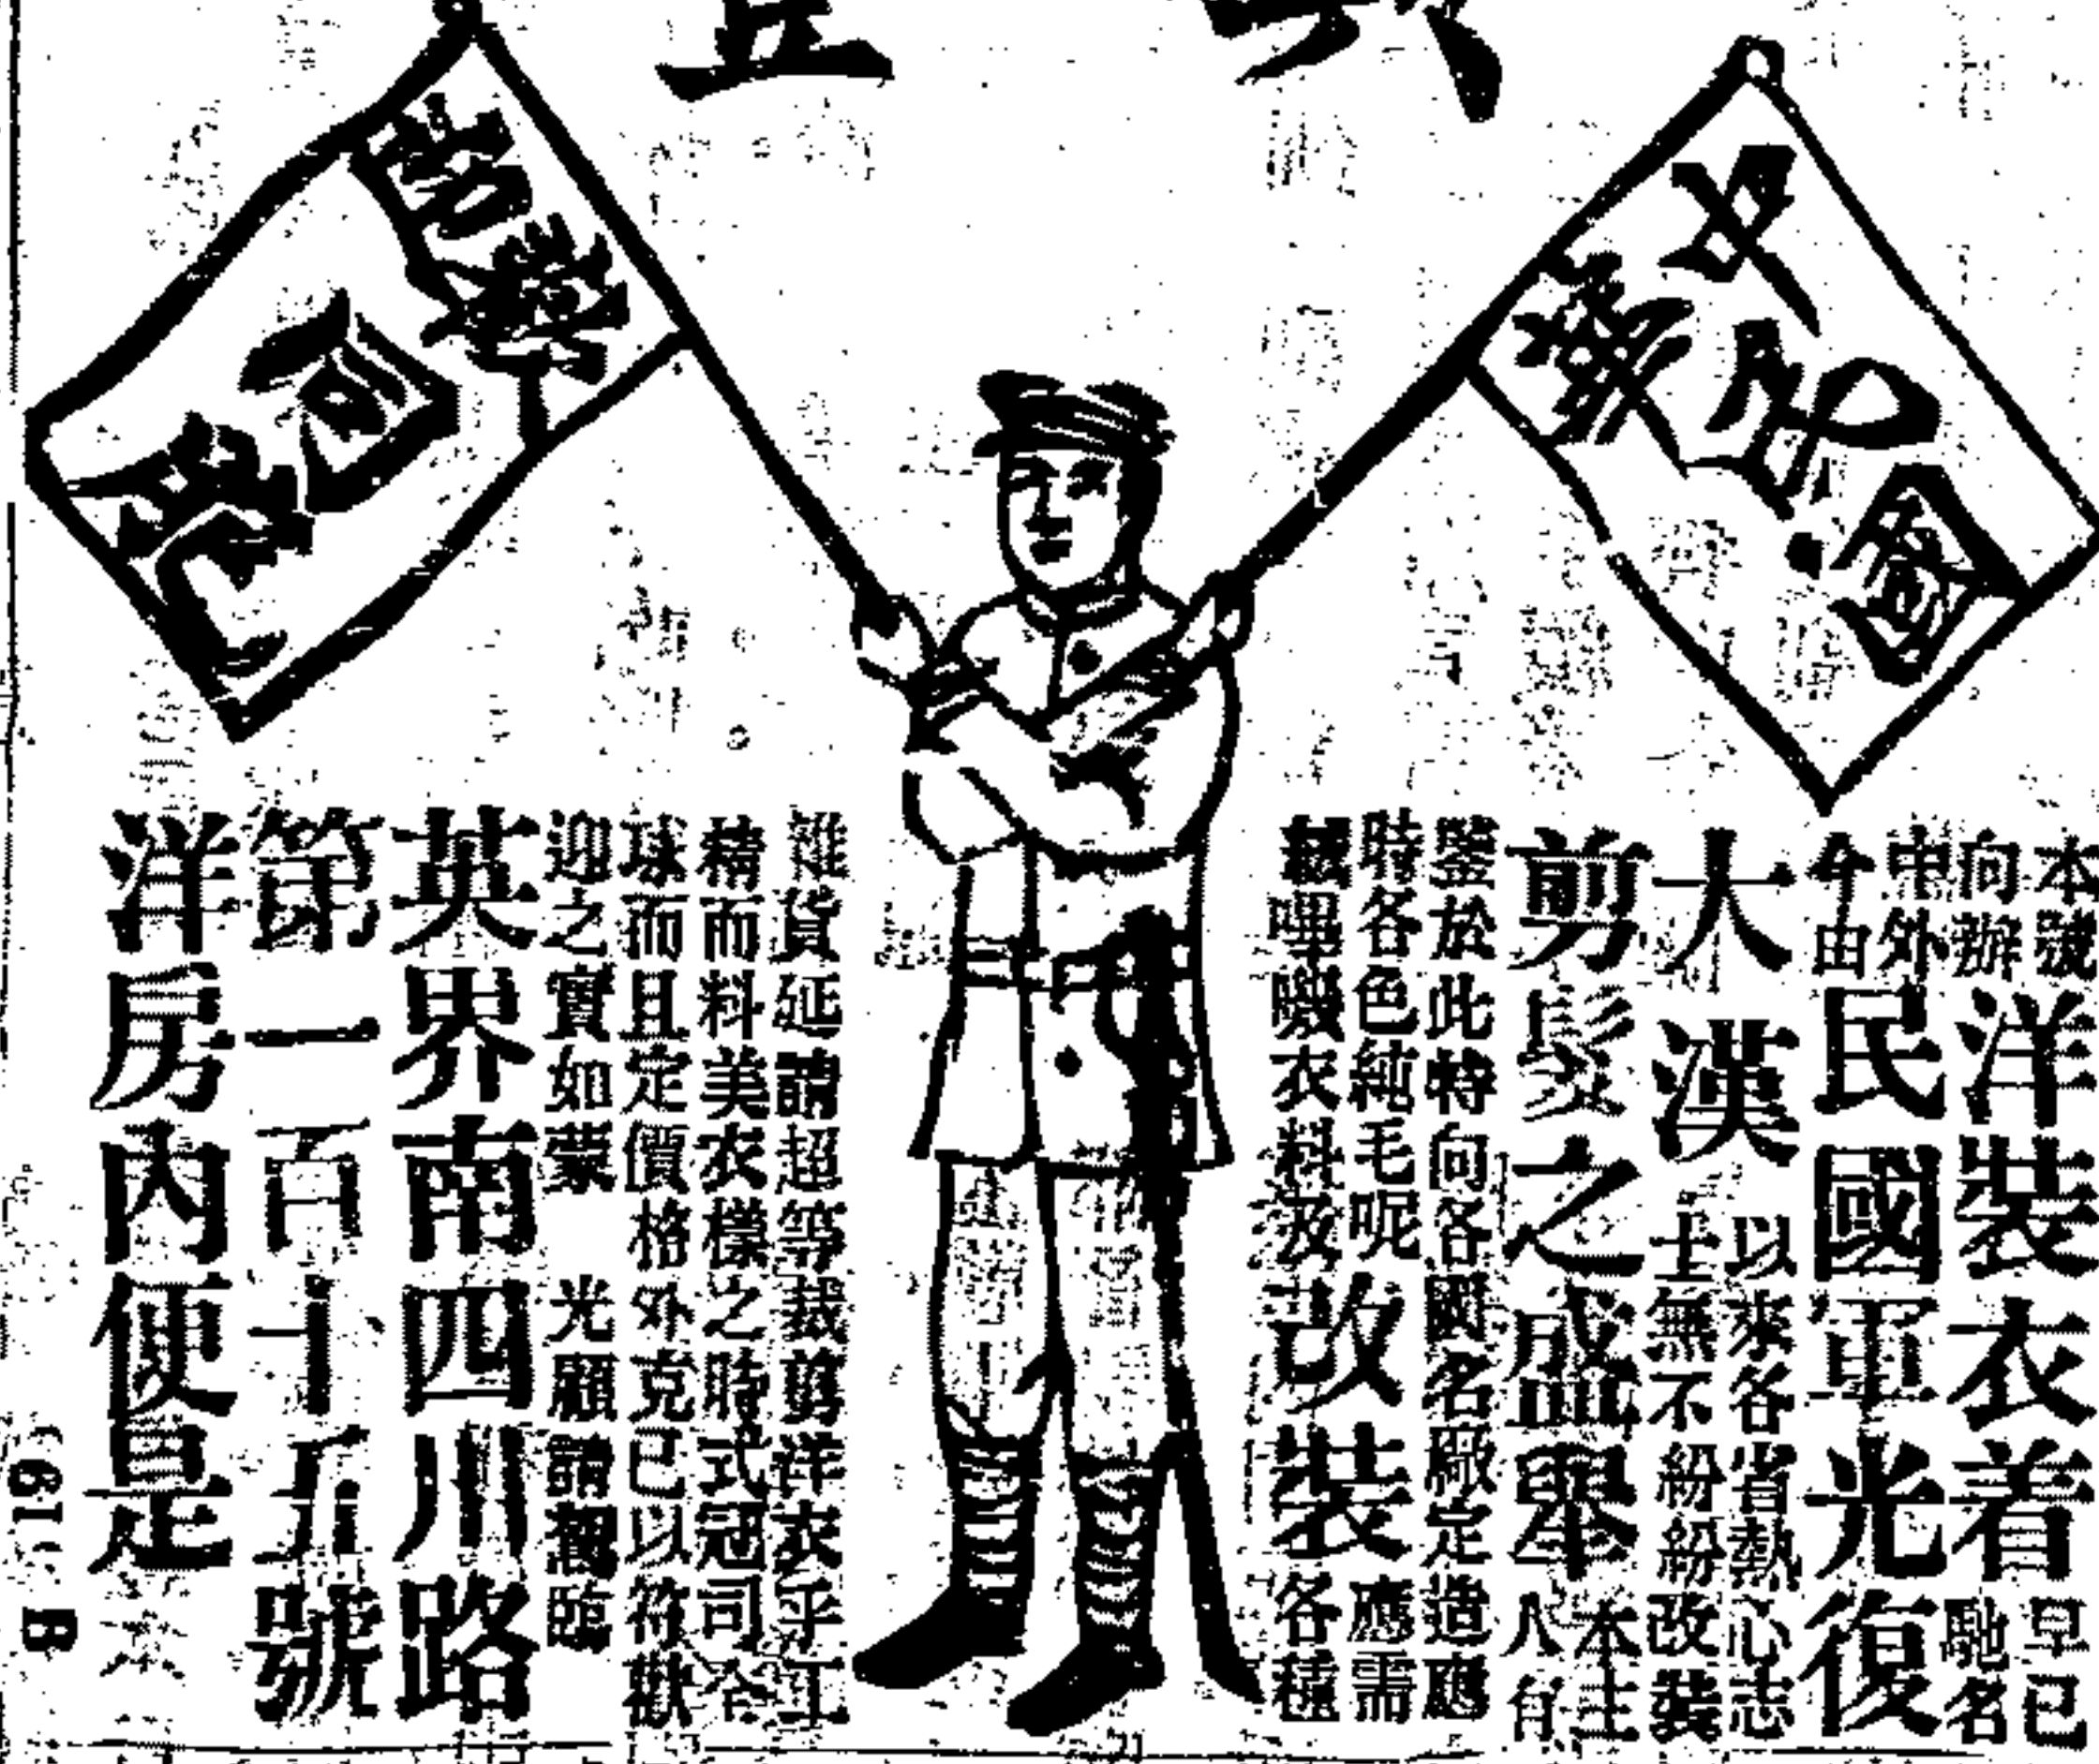 中華民國
本號向辦洋裝衣着早已馳名
中外今由民國軍光復
大漢以來各省熱心志士無不紛紛改裝
剪髮之盛舉本主人有
鑒於此特向各國名廠定造應
時各色純毛呢絨嗶嘰衣料及改裝應需各種
雜貨延請超等裁剪洋衣乎工
精而料美衣樣之時式冠司全
球而且定價格外克已以符歡
迎之實如蒙 光顧請移臨
英界南四川路
第一百十五號
洋房內便是
(619) B